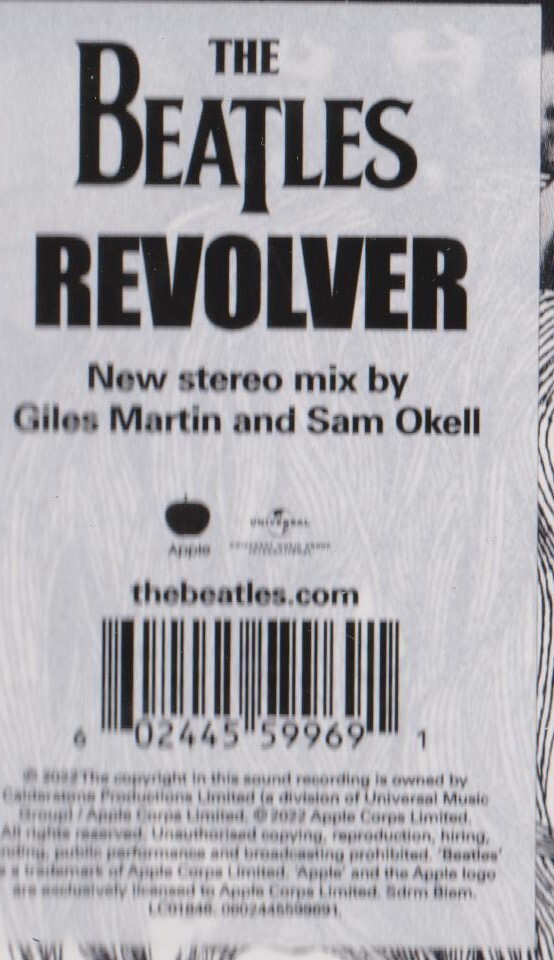 THE
BEATLES
REVOLVER
New stereo mix by
Giles Martin and Sam Okell
Apple
UNIVERSAL
thebeatles.com
6 02445 59969 1
℗ 2022 The copyright in this sound recording is owned by
Calderstone Productions Limited (a division of Universal Music
Group) / Apple Corps Limited. © 2022 Apple Corps Limited.
All rights reserved. Unauthorised copying, reproduction, hiring,
public performance and broadcasting prohibited. 'Beatles'
a trademark of Apple Corps Limited. 'Apple' and the Apple logo
are exclusively licensed to Apple Corps Limited. Sdrm Biem.
LC01846.